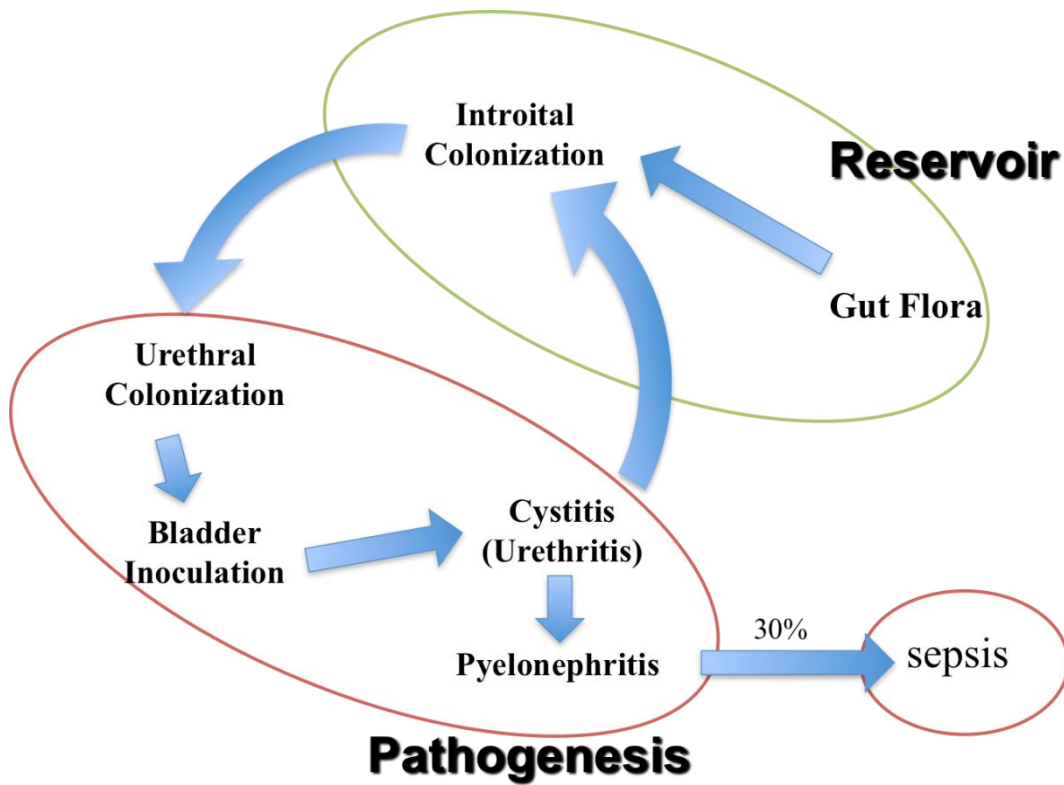 Introital
Colonization
Reservoir
Gut Flora
Urethral
Colonization
Bladder
Inoculation
Cystitis
(Urethritis)
Pyelonephritis
30%
sepsis
Pathogenesis